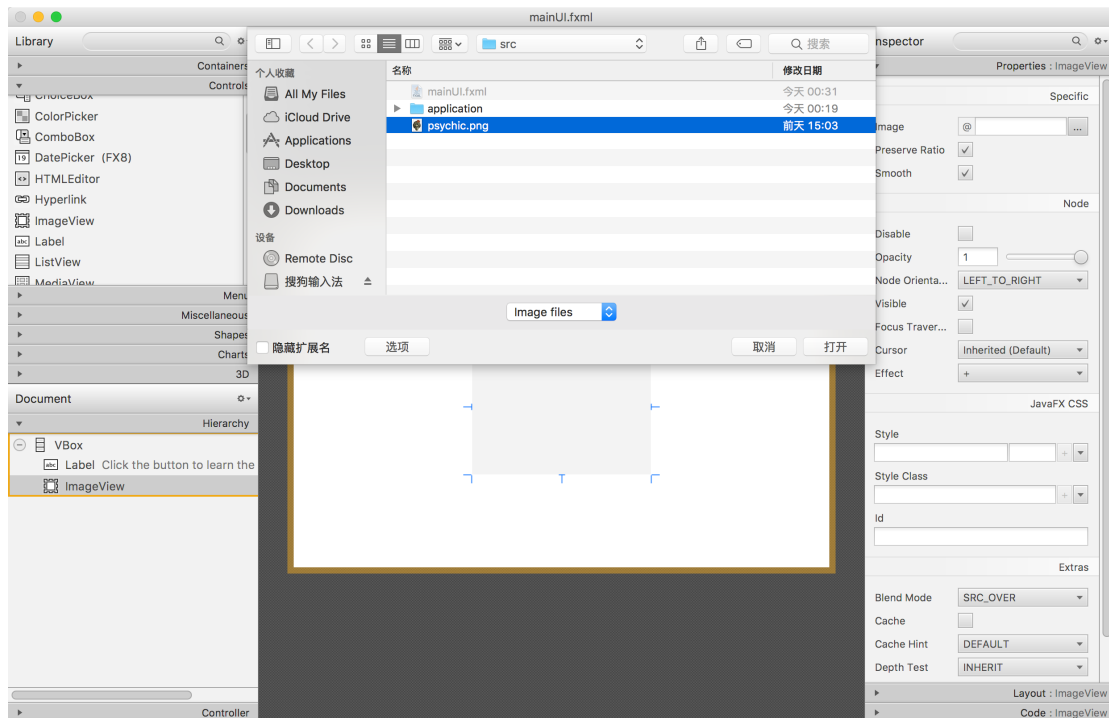 mainUI.fxml
Library
Containers
Controls
ChoiceBox
ColorPicker
ComboBox
DatePicker (FX8)
HTMLEditor
Hyperlink
ImageView
Label
ListView
MediaView
Menu
Miscellaneous
Shapes
Charts
3D
Document
Hierarchy
VBox
abc Label Click the button to learn the
ImageView
Controller
src
搜索
个人收藏
All My Files
iCloud Drive
Applications
Desktop
Documents
Downloads
设备
Remote Disc
搜狗输入法
名称 修改日期
mainUI.fxml 今天 00:31
application 今天 00:19
psychic.png 前天 15:03
Image files
隐藏扩展名 选项 取消 打开
nspector
Properties : ImageView
Specific
mage @ ...
Preserve Ratio
Smooth
Node
Disable
Opacity 1
Node Orienta... LEFT_TO_RIGHT
Visible
Focus Traver...
Cursor Inherited (Default)
Effect +
JavaFX CSS
Style
Style Class
Id
Extras
Blend Mode SRC_OVER
Cache
Cache Hint DEFAULT
Depth Test INHERIT
Layout : ImageView
Code : ImageView